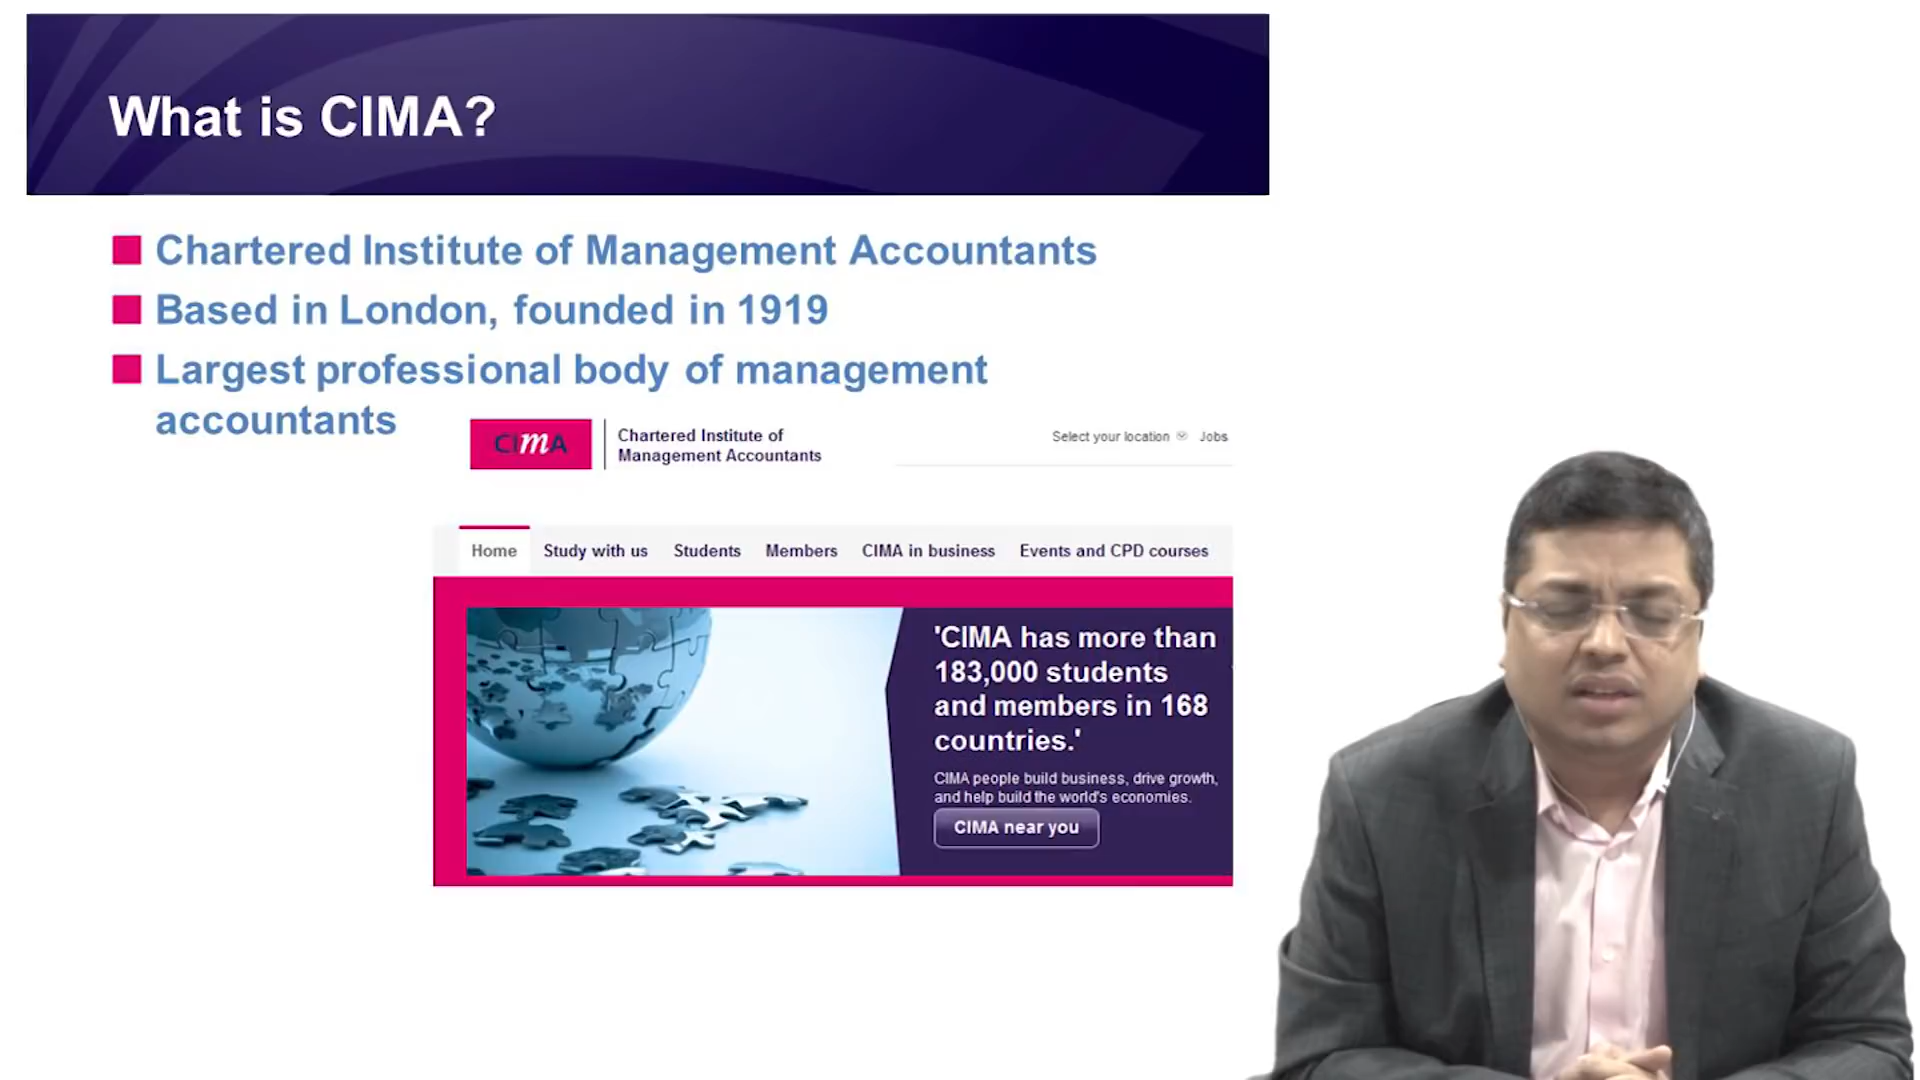 What is CIMA?
Chartered Institute of Management Accountants
Based in London, founded in 1919
Largest professional body of management
accountants
CIMA
Chartered Institute of
Management Accountants
Select your location
Jobs
Home Study with us Students Members CIMA in business Events and CPD courses
'CIMA has more than
183,000 students
and members in 168
countries.'
CIMA people build business, drive growth,
and help build the world's economies.
CIMA near you